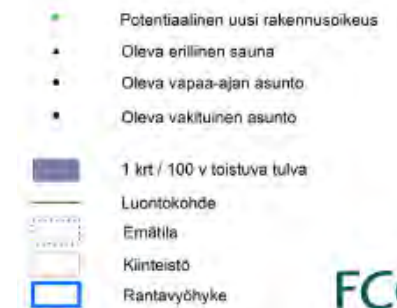 Potentiaalinen uusi rakennusoikeus
Oleva erillinen sauna
Oleva vapaa-ajan asunto
Oleva vakituinen asunto
1 krt / 100 v toistuva tulva
Luontokohde
Emätila
Kiinteistö
Rantavyöhyke
FC